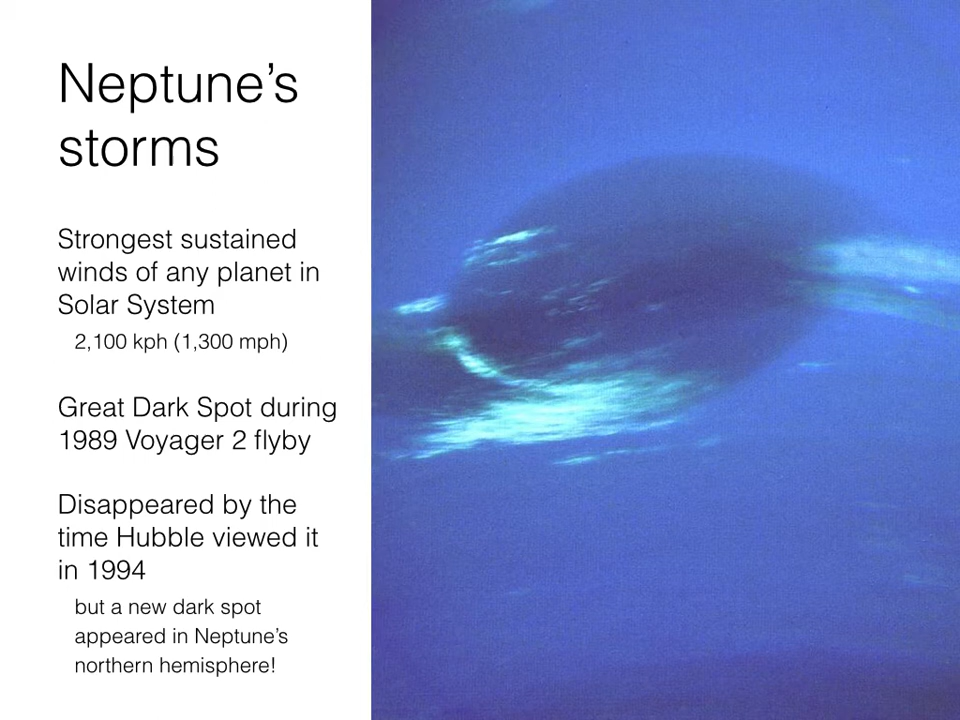 Neptune’s
storms
Strongest sustained
winds of any planet in
Solar System
2,100 kph (1,300 mph)
Great Dark Spot during
1989 Voyager 2 flyby
Disappeared by the
time Hubble viewed it
in 1994
but a new dark spot
appeared in Neptune’s
northern hemisphere!